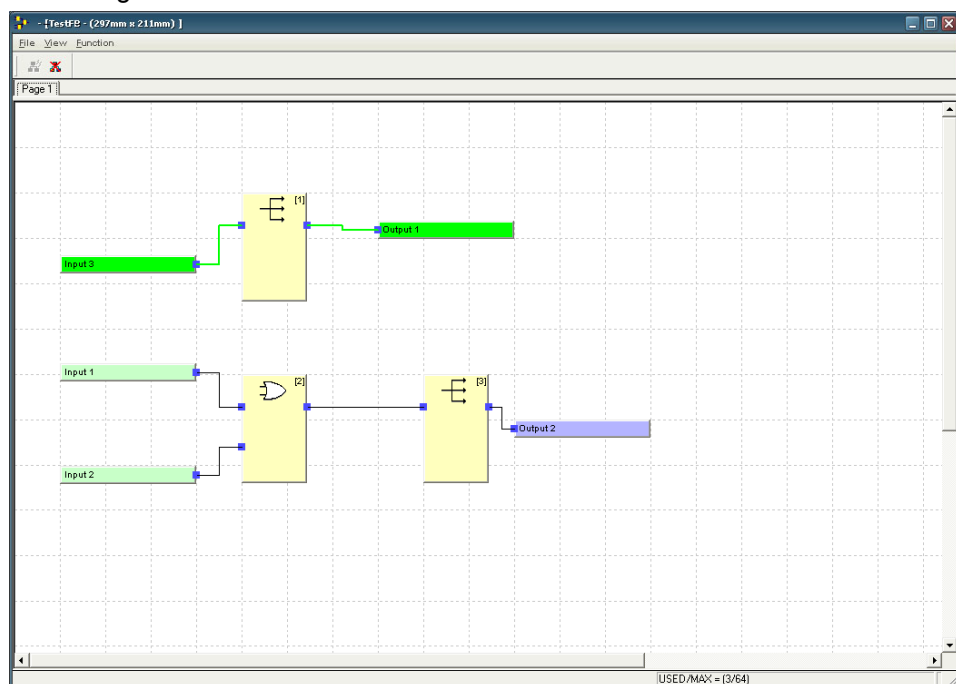 - [TestFB - (297mm x 211mm) ]
File View Function
Page 1
[1]
Output 1
Input 3
Input 1
[2]
[3]
Output 2
Input 2
USED/MAX = (3/64)